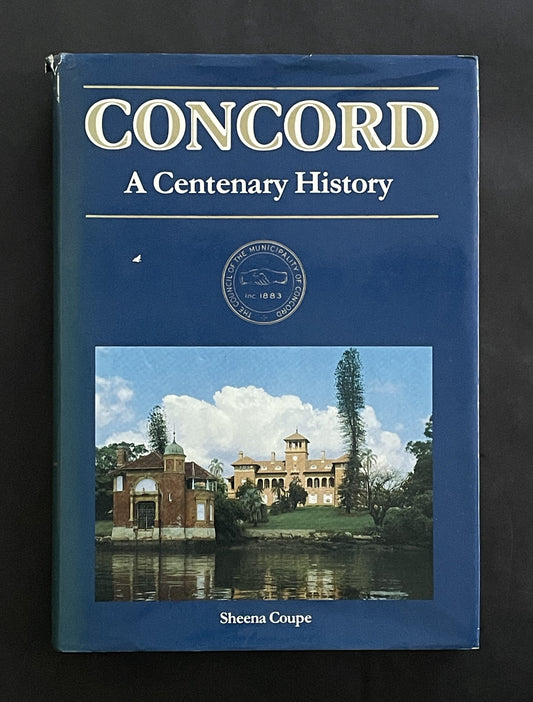 CONCORD
A Centenary History
THE COUNCIL OF THE MUNICIPALITY OF CONCORD
Inc. 1883
Sheena Coupe